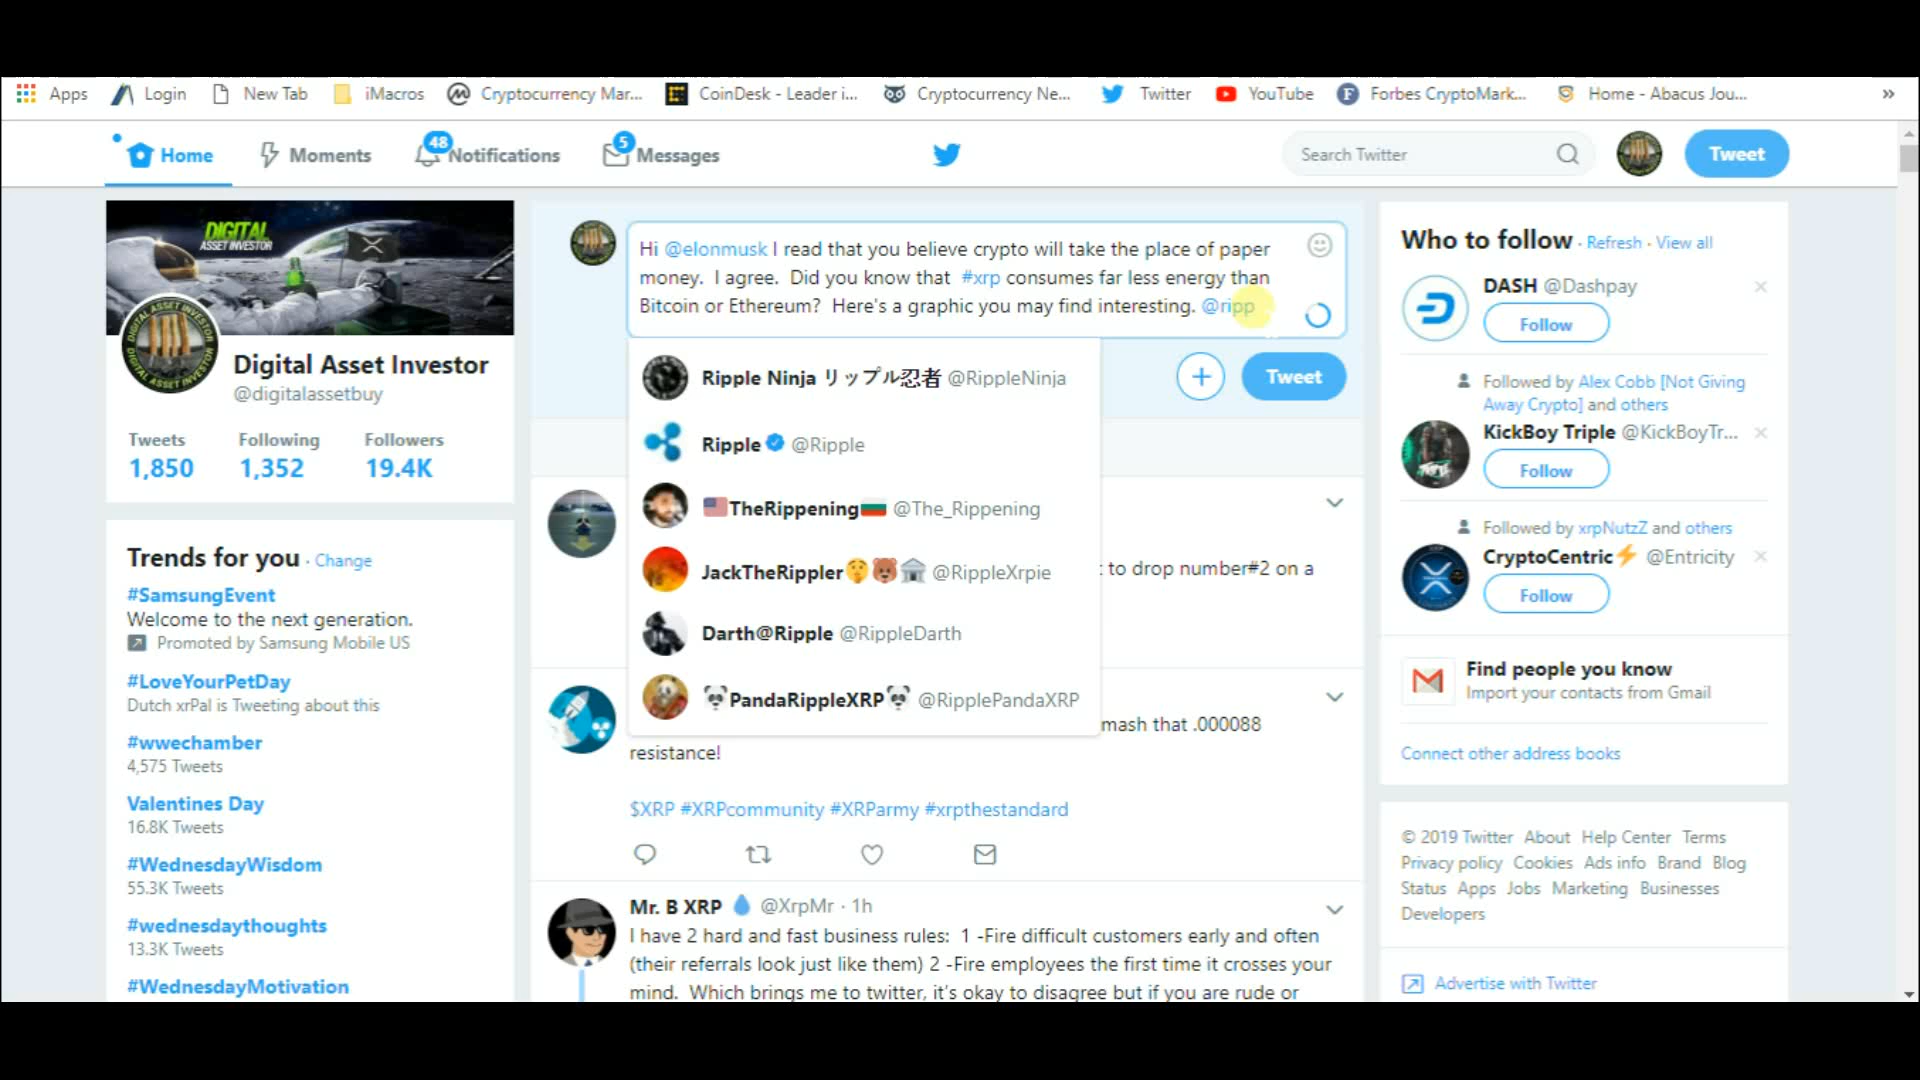 Apps Login New Tab iMacros Cryptocurrency Mar... CoinDesk - Leader i... Cryptocurrency Ne... Twitter YouTube Forbes CryptoMark... Home - Abacus Jou... »
Home Moments 48 Notifications 5 Messages Search Twitter Tweet
DIGITAL
ASSET INVESTOR
DIGITAL ASSET INVESTOR
Digital Asset Investor
@digitalassetbuy
Tweets Following Followers
1,850 1,352 19.4K
Trends for you · Change
#SamsungEvent
Welcome to the next generation.
Promoted by Samsung Mobile US
#LoveYourPetDay
Dutch xrPal is Tweeting about this
#wwechamber
4,575 Tweets
Valentines Day
16.8K Tweets
#WednesdayWisdom
55.3K Tweets
#wednesdaythoughts
13.3K Tweets
#WednesdayMotivation
Hi @elonmusk I read that you believe crypto will take the place of paper
money. I agree. Did you know that #xrp consumes far less energy than
Bitcoin or Ethereum? Here's a graphic you may find interesting. @ripp
Tweet
Ripple Ninja リップル忍者 @RippleNinja
Ripple @Ripple
TheRippening @The_Rippening
JackTheRippler @RippleXrpie
Darth@Ripple @RippleDarth
PandaRippleXRP @RipplePandaXRP
to drop number#2 on a
mash that .000088
resistance!
$XRP #XRPcommunity #XRParmy #xrpthestandard
Mr. B XRP @XrpMr · 1h
I have 2 hard and fast business rules: 1 -Fire difficult customers early and often
(their referrals look just like them) 2 -Fire employees the first time it crosses your
mind. Which brings me to twitter, it's okay to disagree but if you are rude or
Who to follow · Refresh · View all
DASH @Dashpay
Follow
Followed by Alex Cobb [Not Giving
Away Crypto] and others
KickBoy Triple @KickBoyTr...
Follow
Followed by xrpNutzZ and others
CryptoCentric @Entricity
Follow
Find people you know
Import your contacts from Gmail
Connect other address books
© 2019 Twitter About Help Center Terms
Privacy policy Cookies Ads info Brand Blog
Status Apps Jobs Marketing Businesses
Developers
Advertise with Twitter